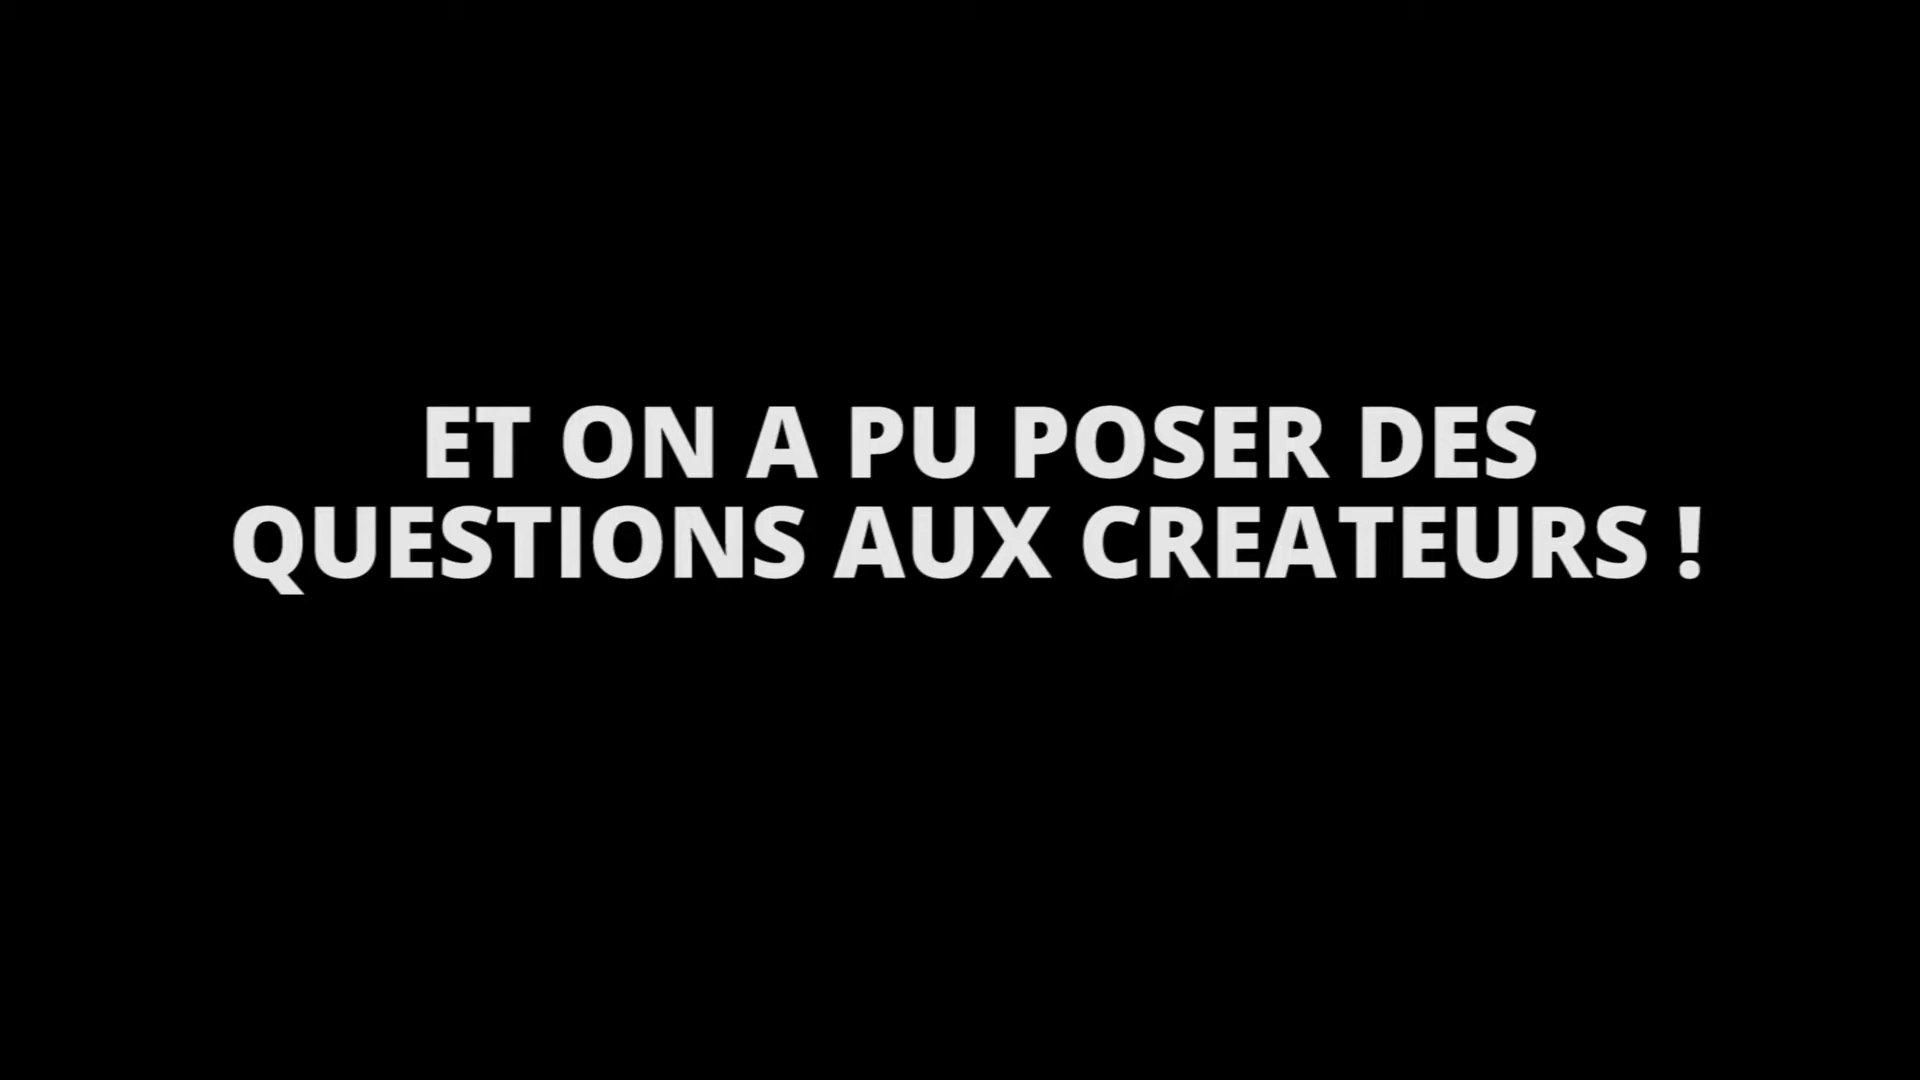 ET ON A PU POSER DES
QUESTIONS AUX CREATEURS !